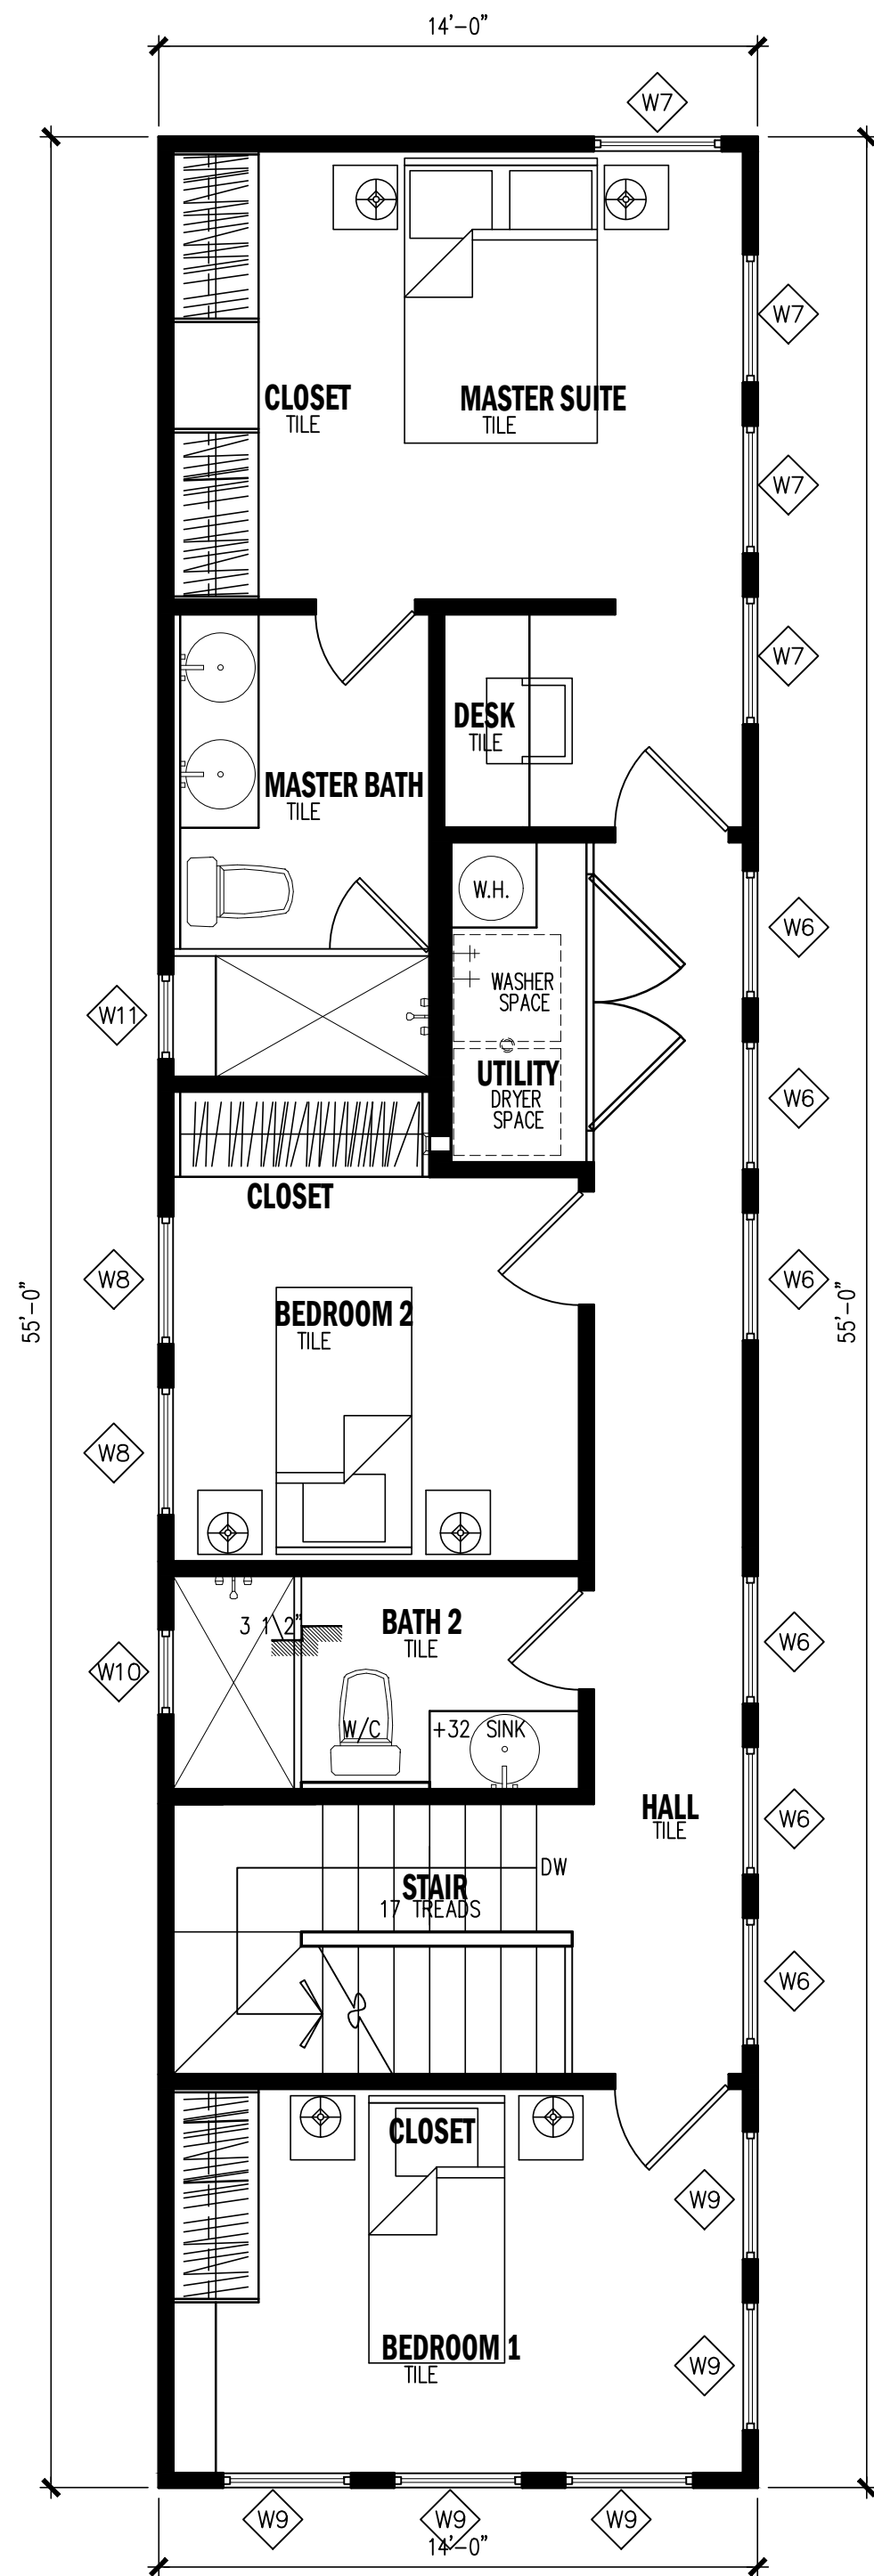 14'-0"
W7
W7
CLOSET
TILE
MASTER SUITE
TILE
W7
W7
DESK
TILE
MASTER BATH
TILE
W.H.
W6
WASHER
SPACE
W11
UTILITY
DRYER
SPACE
W6
CLOSET
W8
W6
55'-0"
55'-0"
BEDROOM 2
TILE
W8
3 1\2"
BATH 2
TILE
W6
W10
W/C
+32 SINK
HALL
TILE
W6
DW
STAIR
17 TREADS
W6
CLOSET
W9
BEDROOM 1
TILE
W9
W9
W9
W9
14'-0"